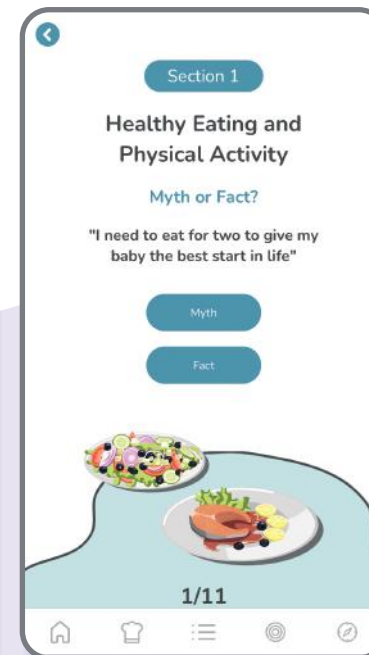 Section 1
Healthy Eating and
Physical Activity
Myth or Fact?
"I need to eat for two to give my
baby the best start in life"
Myth
Fact
1/11